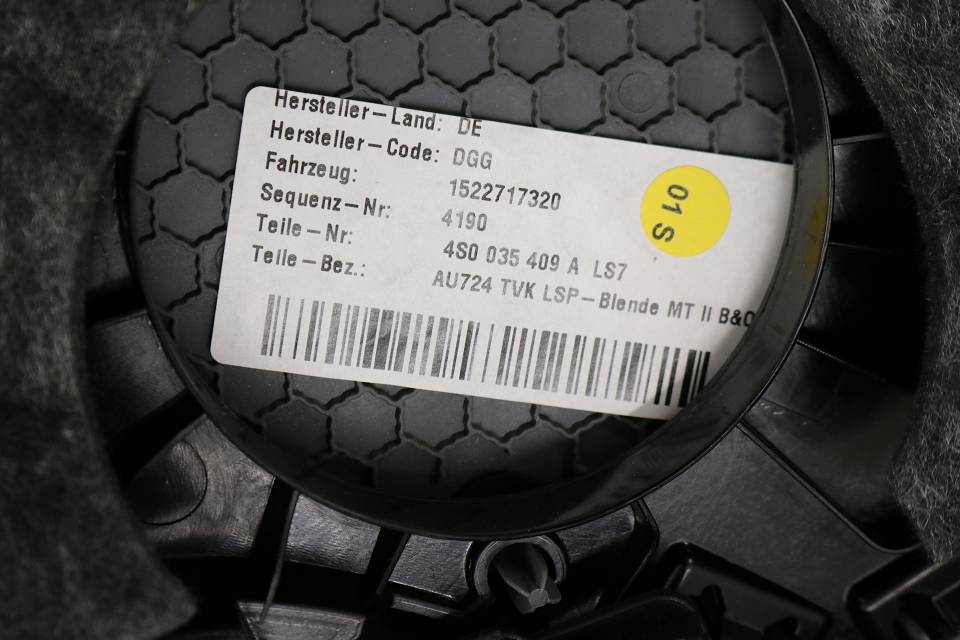 Hersteller-Land: DE
Hersteller-Code: DGG
Fahrzeug: 1522717320
Sequenz-Nr: 4190
Teile-Nr: 4S0 035 409 A LS7
Teile-Bez.: AU724 TVK LSP-Blende MT II B&O
01 S